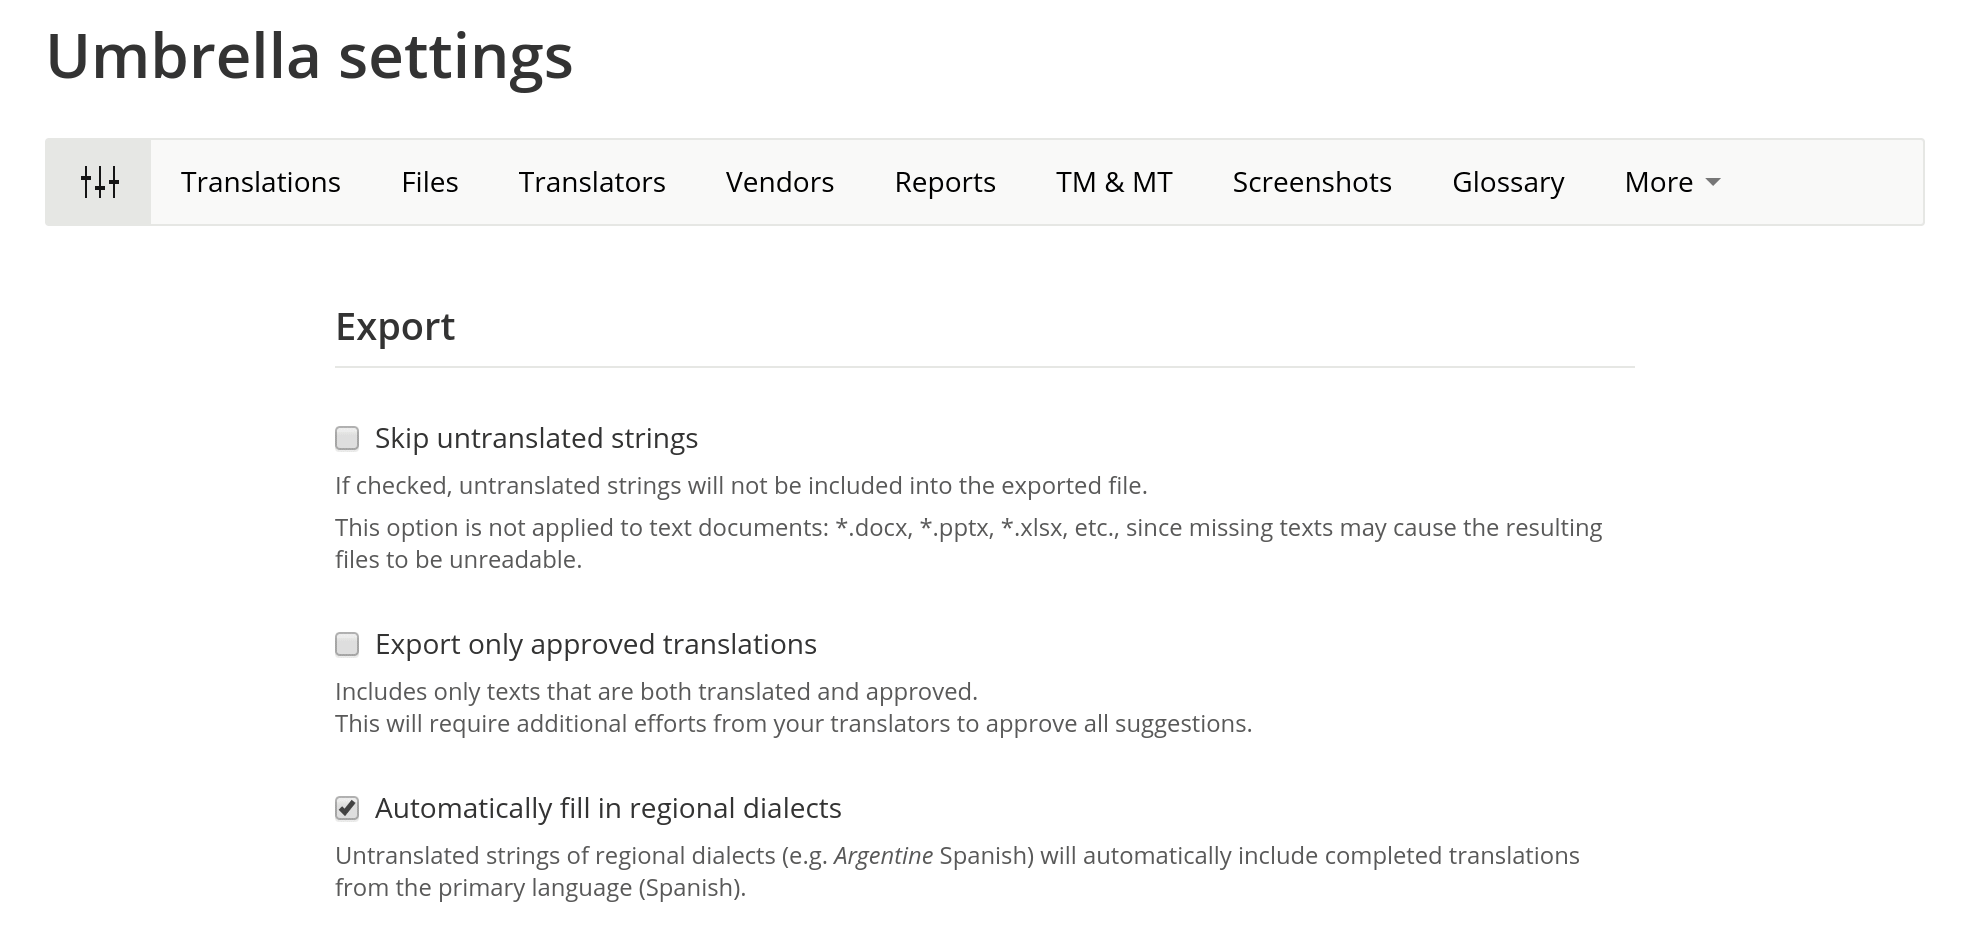 Umbrella settings
Translations Files Translators Vendors Reports TM & MT Screenshots Glossary More
Export
Skip untranslated strings
If checked, untranslated strings will not be included into the exported file.
This option is not applied to text documents: *.docx, *.pptx, *.xlsx, etc., since missing texts may cause the resulting
files to be unreadable.
Export only approved translations
Includes only texts that are both translated and approved.
This will require additional efforts from your translators to approve all suggestions.
Automatically fill in regional dialects
Untranslated strings of regional dialects (e.g. Argentine Spanish) will automatically include completed translations
from the primary language (Spanish).